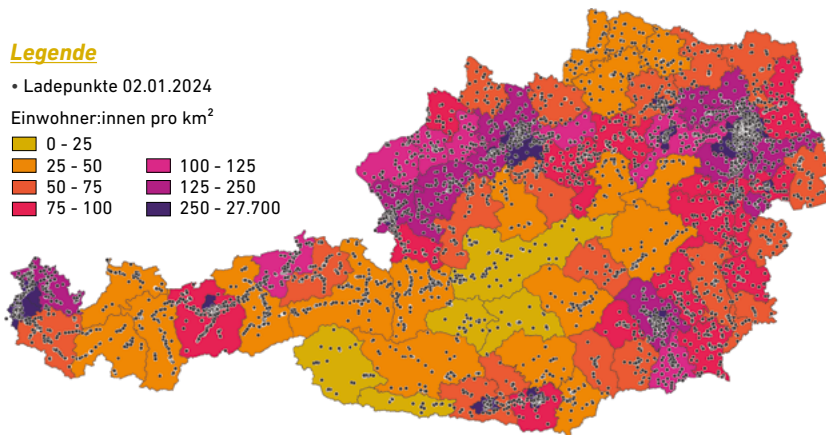 Legende
• Ladepunkte 02.01.2024
Einwohner:innen pro km²
0 - 25
25 - 50
50 - 75
75 - 100
100 - 125
125 - 250
250 - 27.700